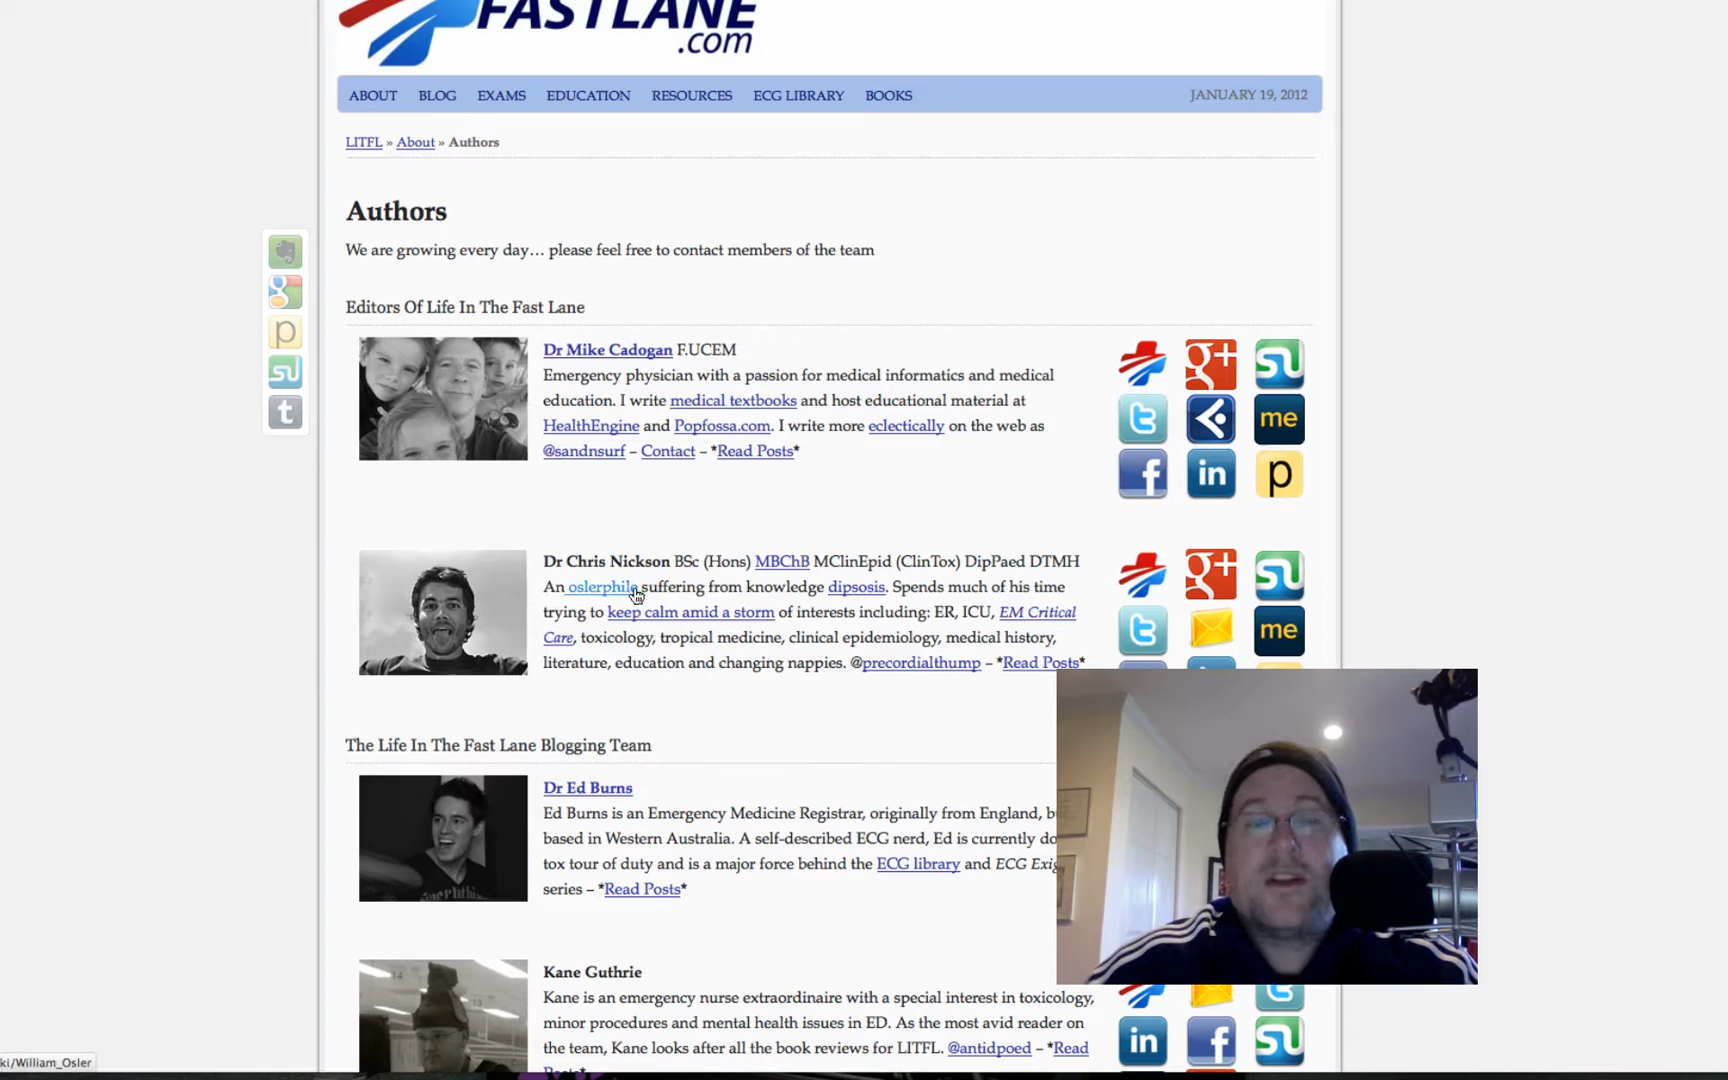 FASTLANE
.com
ABOUT BLOG EXAMS EDUCATION RESOURCES ECG LIBRARY BOOKS JANUARY 19, 2012
LITFL » About » Authors
Authors
We are growing every day… please feel free to contact members of the team
Editors Of Life In The Fast Lane
Dr Mike Cadogan F.UCEM
Emergency physician with a passion for medical informatics and medical
education. I write medical textbooks and host educational material at
HealthEngine and Popfossa.com. I write more eclectically on the web as
@sandnsurf – Contact – *Read Posts*
Dr Chris Nickson BSc (Hons) MBChB MClinEpid (ClinTox) DipPaed DTMH
An oslerphile suffering from knowledge dipsosis. Spends much of his time
trying to keep calm amid a storm of interests including: ER, ICU, EM Critical
Care, toxicology, tropical medicine, clinical epidemiology, medical history,
literature, education and changing nappies. @precordialthump – *Read Posts*
The Life In The Fast Lane Blogging Team
Dr Ed Burns
Ed Burns is an Emergency Medicine Registrar, originally from England, b
based in Western Australia. A self-described ECG nerd, Ed is currently do
tox tour of duty and is a major force behind the ECG library and ECG Exig
series – *Read Posts*
Kane Guthrie
Kane is an emergency nurse extraordinaire with a special interest in toxicology,
minor procedures and mental health issues in ED. As the most avid reader on
the team, Kane looks after all the book reviews for LITFL. @antidpoed – *Read
Posts*
g+
me
f in p
g+
me
in f
p
t
ki/William_Osler